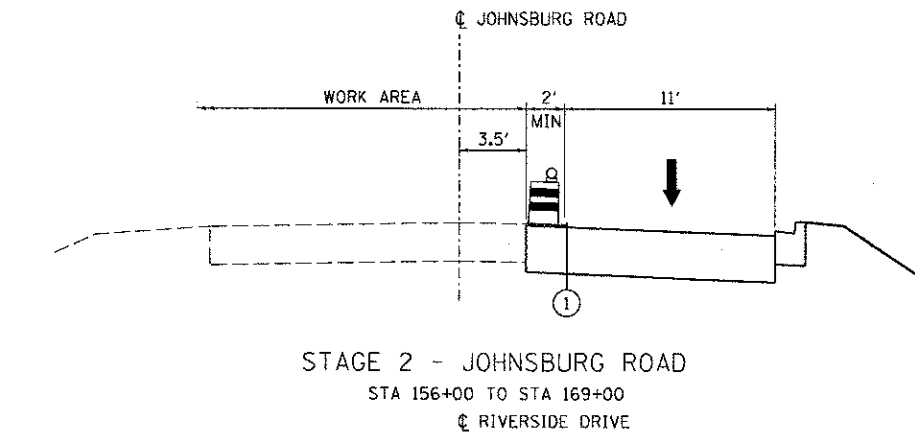 ℄ JOHNSBURG ROAD
WORK AREA
2'
MIN
11'
3.5'
1
STAGE 2 - JOHNSBURG ROAD
STA 156+00 TO STA 169+00
℄ RIVERSIDE DRIVE